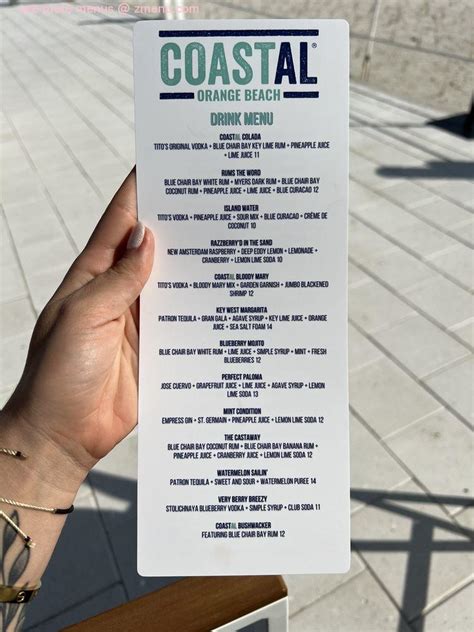 COASTAL®
ORANGE BEACH
DRINK MENU
COASTAL COLADA
TITO'S ORIGINAL VODKA + BLUE CHAIR BAY KEY LIME RUM + PINEAPPLE JUICE
+ LIME JUICE 11
RUMS THE WORD
BLUE CHAIR BAY WHITE RUM + MYERS DARK RUM + BLUE CHAIR BAY
COCONUT RUM + PINEAPPLE JUICE + LIME JUICE + BLUE CURACAO 12
ISLAND WATER
TITO'S VODKA + PINEAPPLE JUICE + SOUR MIX + BLUE CURACAO + CRÈME DE
COCONUT 10
RAZZBERRY'D IN THE SAND
NEW AMSTERDAM RASPBERRY + DEEP EDDY LEMON + LEMONADE +
CRANBERRY + LEMON LIME SODA 10
COASTAL BLOODY MARY
TITO'S VODKA + BLOODY MARY MIX + GARDEN GARNISH + JUMBO BLACKENED
SHRIMP 12
KEY WEST MARGARITA
PATRON TEQUILA + GRAN GALA + AGAVE SYRUP + KEY LIME JUICE + ORANGE
JUICE + SEA SALT FOAM 14
BLUEBERRY MOJITO
BLUE CHAIR BAY WHITE RUM + LIME JUICE + SIMPLE SYRUP + MINT + FRESH
BLUEBERRIES 12
PERFECT PALOMA
JOSE CUERVO + GRAPEFRUIT JUICE + LIME JUICE + AGAVE SYRUP + LEMON
LIME SODA 13
MINT CONDITION
EMPRESS GIN + ST. GERMAIN + PINEAPPLE JUICE + LEMON LIME SODA 12
THE CASTAWAY
BLUE CHAIR BAY COCONUT RUM + BLUE CHAIR BAY BANANA RUM +
PINEAPPLE JUICE + CRANBERRY JUICE + LEMON LIME SODA 12
WATERMELON SAILIN'
PATRON TEQUILA + SWEET AND SOUR + WATERMELON PUREE 14
VERY BERRY BREEZY
STOLICHNAYA BLUEBERRY VODKA + SIMPLE SYRUP + CLUB SODA 11
COASTAL BUSHWACKER
FEATURING BLUE CHAIR BAY RUM 12